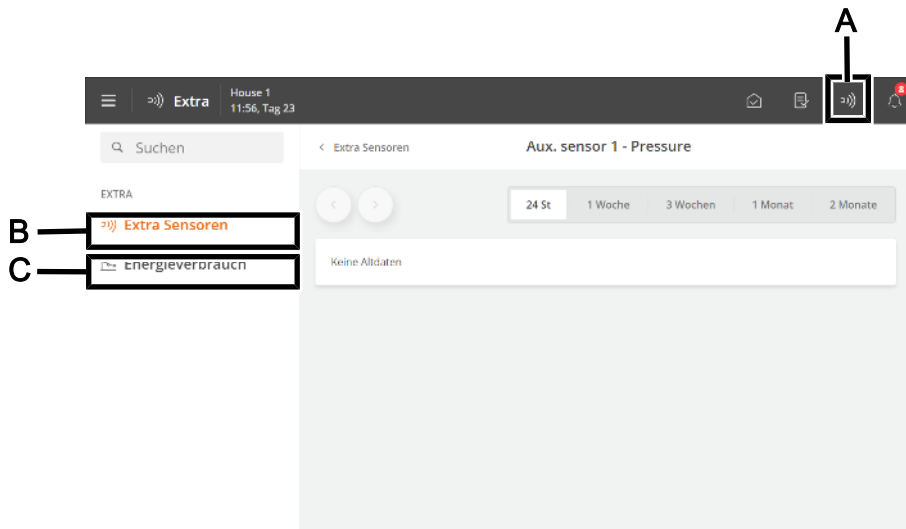 A
Extra
House 1
11:56, Tag 23
8
Suchen
Extra Sensoren
Aux. sensor 1 - Pressure
EXTRA
24 St
1 Woche
3 Wochen
1 Monat
2 Monate
B
Extra Sensoren
C
Energieverbrauch
Keine Altdaten